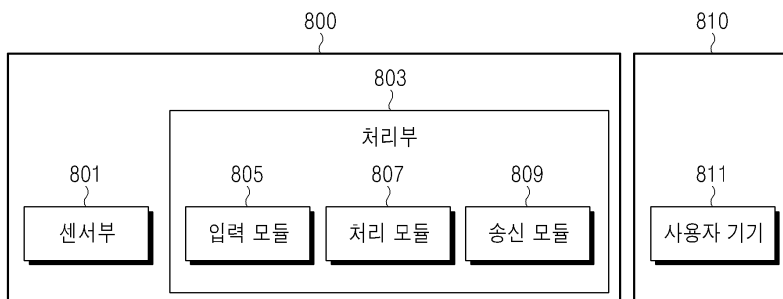 800
810
803
처리부
801
805
807
809
811
센서부
입력 모듈
처리 모듈
송신 모듈
사용자 기기